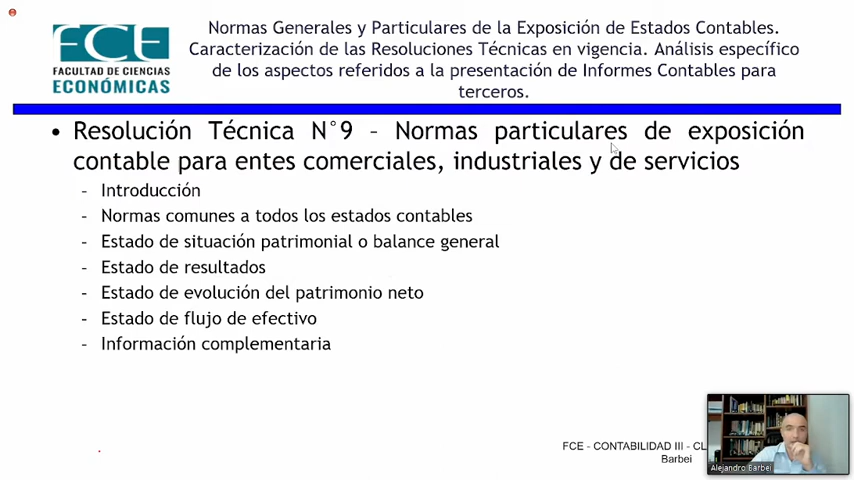 Normas Generales y Particulares de la Exposición de Estados Contables.
Caracterización de las Resoluciones Técnicas en vigencia. Análisis específico
de los aspectos referidos a la presentación de Informes Contables para
terceros.
FCE
FACULTAD DE CIENCIAS
ECONÓMICAS
• Resolución Técnica N°9 – Normas particulares de exposición
contable para entes comerciales, industriales y de servicios
- Introducción
- Normas comunes a todos los estados contables
- Estado de situación patrimonial o balance general
- Estado de resultados
- Estado de evolución del patrimonio neto
- Estado de flujo de efectivo
- Información complementaria
FCE - CONTABILIDAD III - CL
Barbei
Alejandro Barbei